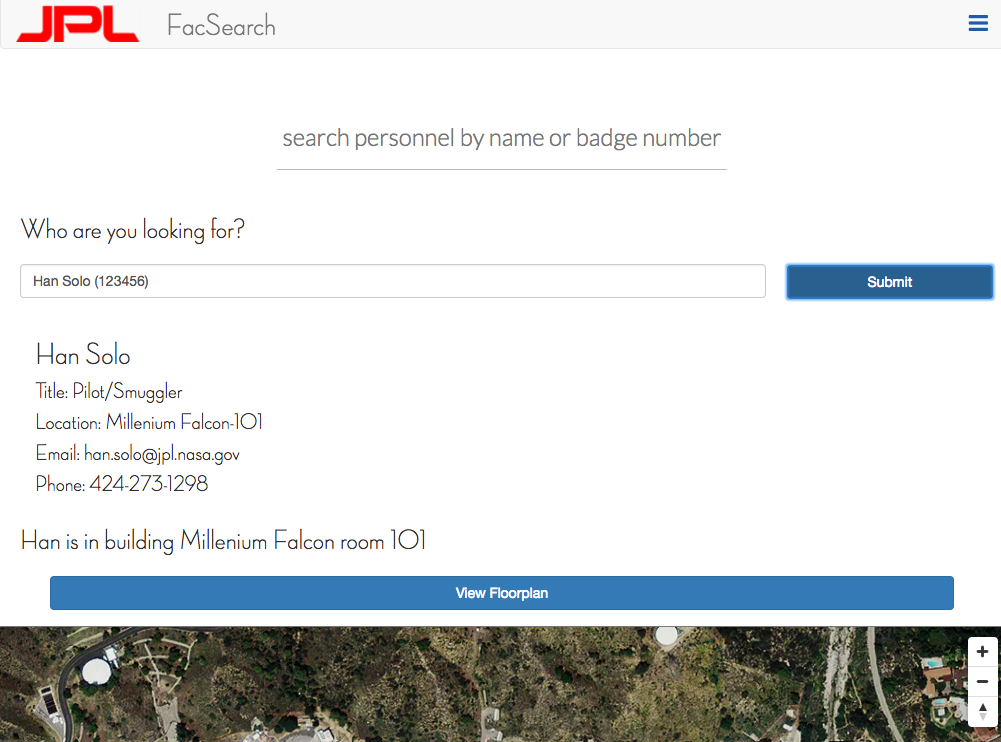 JPL FacSearch
search personnel by name or badge number
Who are you looking for?
Han Solo (123456) Submit
Han Solo
Title: Pilot/Smuggler
Location: Millenium Falcon-101
Email: han.solo@jpl.nasa.gov
Phone: 424-273-1298
Han is in building Millenium Falcon room 101
View Floorplan